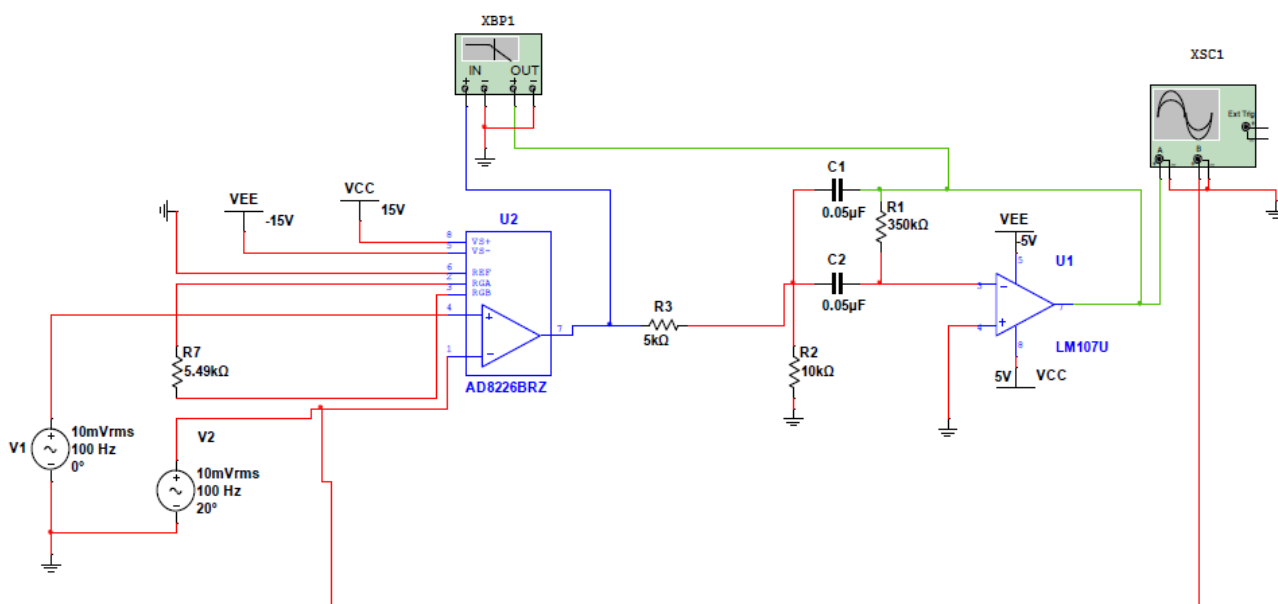 XBP1
IN OUT
+ - + -
XSC1
Ext Trig
+
-
A B
+ - + -
VEE
-15V
VCC
15V
U2
8 VS+
5 VS-
6 REF
2 RGA
3 RGB
4 +
1 -
7
AD8226BRZ
R7
5.49kΩ
V1
10mVrms
100 Hz
0°
V2
10mVrms
100 Hz
20°
R3
5kΩ
C1
0.05µF
R1
350kΩ
C2
0.05µF
R2
10kΩ
VEE
-5V
5
U1
3
4
7
8
LM107U
5V
VCC